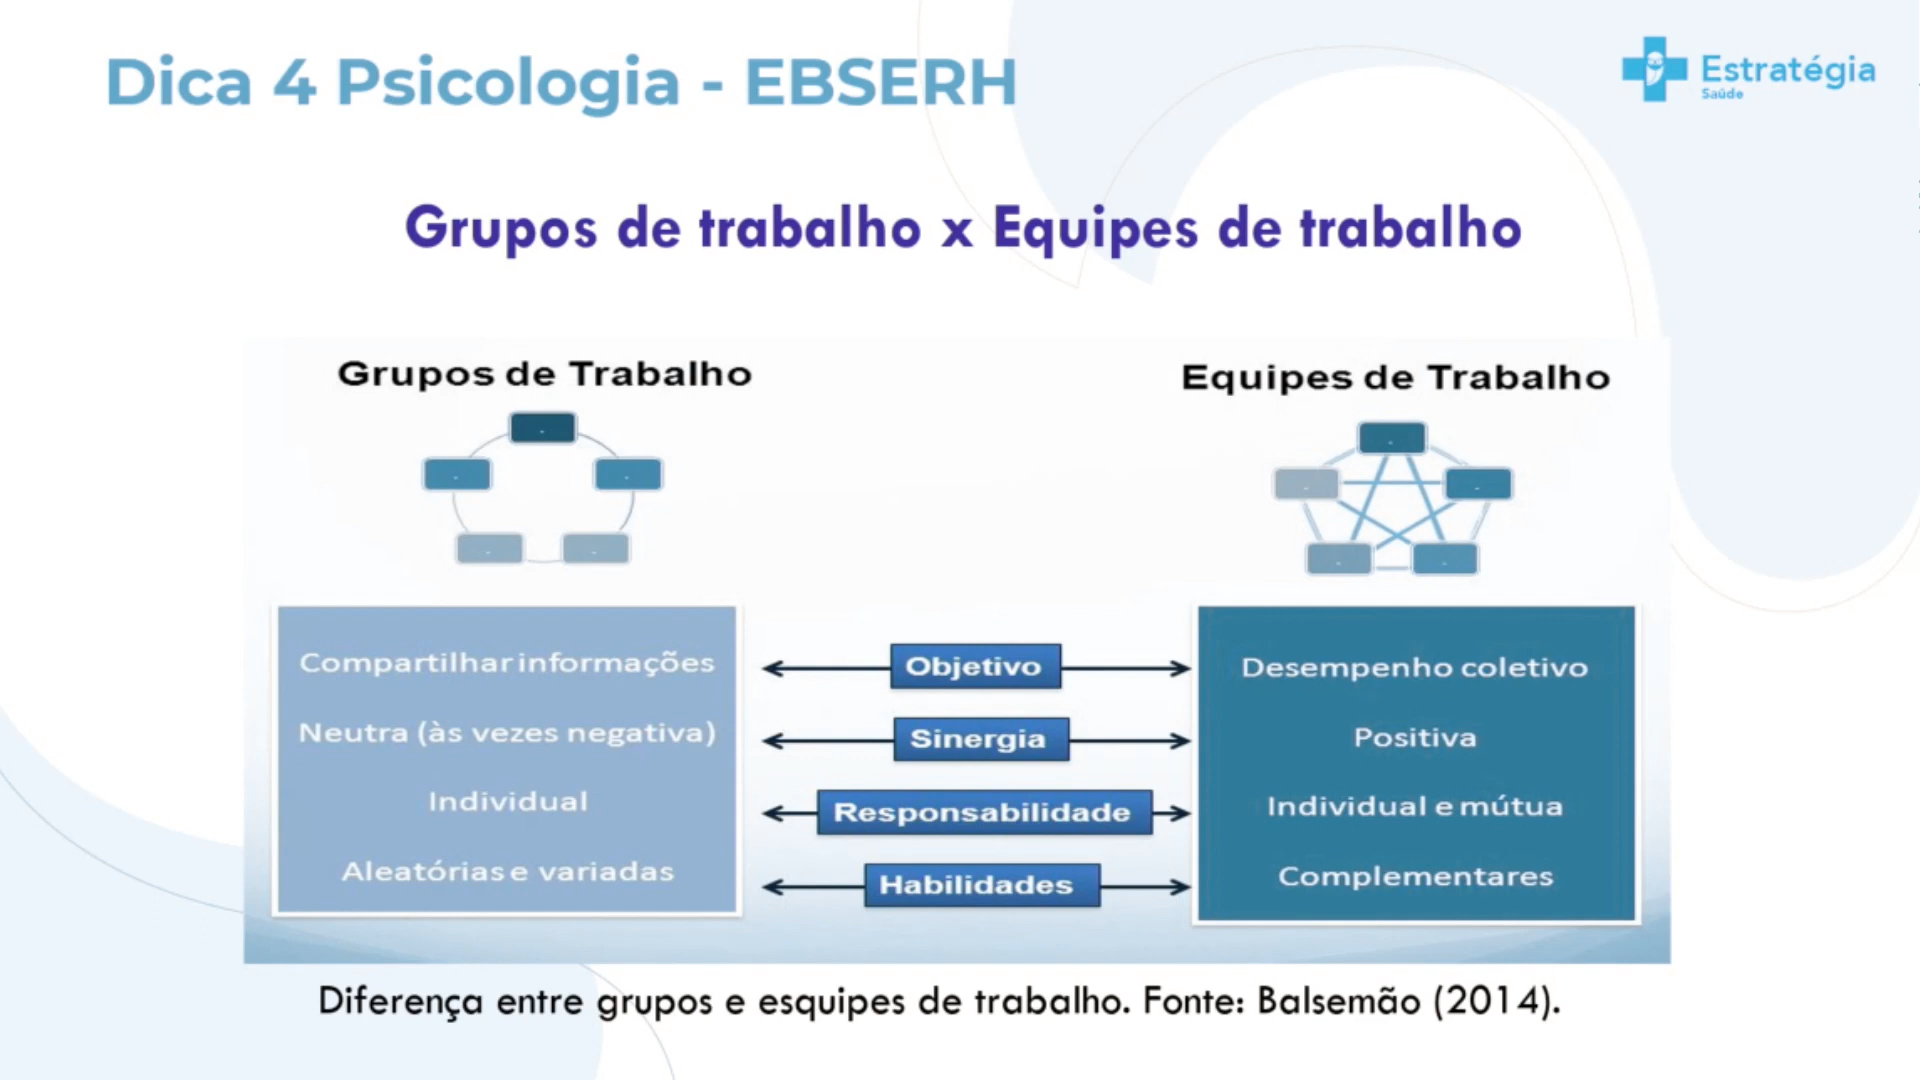 Dica 4 Psicologia - EBSERH
Estratégia
Saúde
Grupos de trabalho x Equipes de trabalho
Grupos de Trabalho
Equipes de Trabalho
Compartilhar informações
Objetivo
Desempenho coletivo
Neutra (às vezes negativa)
Sinergia
Positiva
Individual
Responsabilidade
Individual e mútua
Aleatórias e variadas
Habilidades
Complementares
Diferença entre grupos e esquipes de trabalho. Fonte: Balsemão (2014).